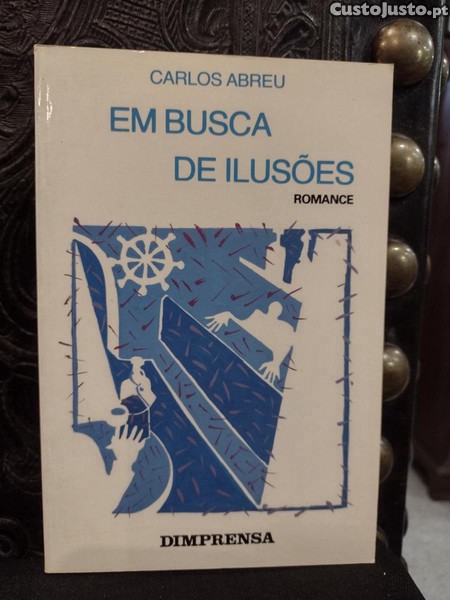 CustoJusto.pt
CARLOS ABREU
EM BUSCA
DE ILUSÕES
ROMANCE
DIMPRENSA